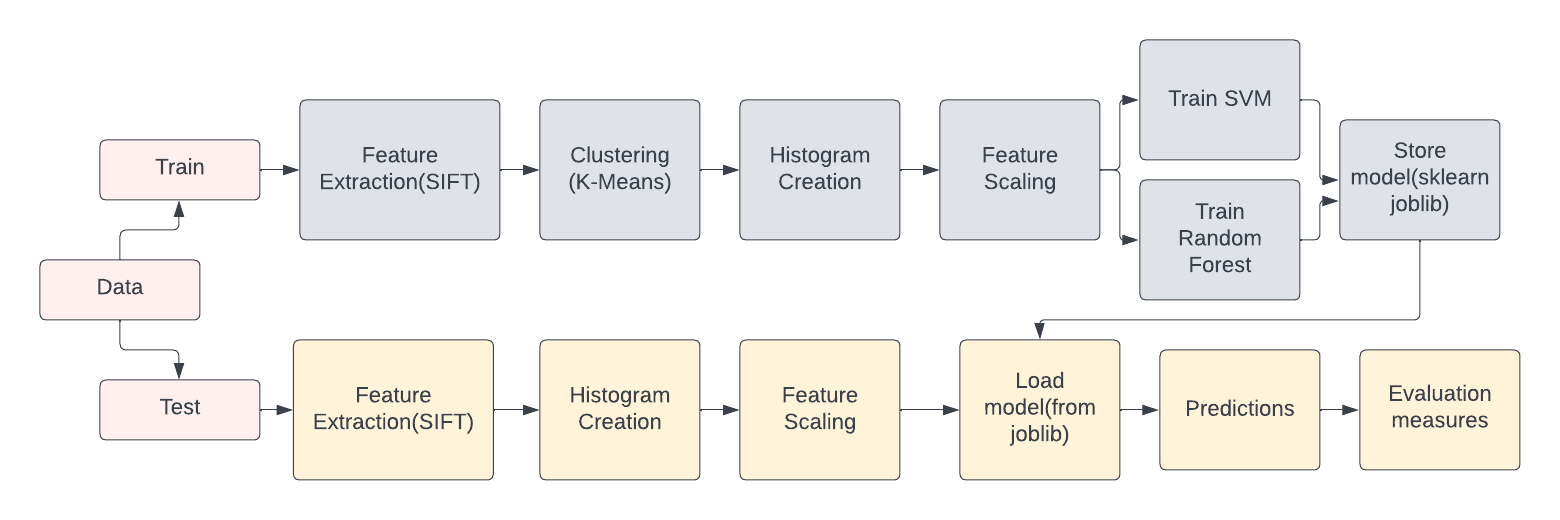 Train
Feature
Extraction(SIFT)
Clustering
(K-Means)
Histogram
Creation
Feature
Scaling
Train SVM
Train
Random
Forest
Store
model(sklearn
joblib)
Data
Test
Feature
Extraction(SIFT)
Histogram
Creation
Feature
Scaling
Load
model(from
joblib)
Predictions
Evaluation
measures